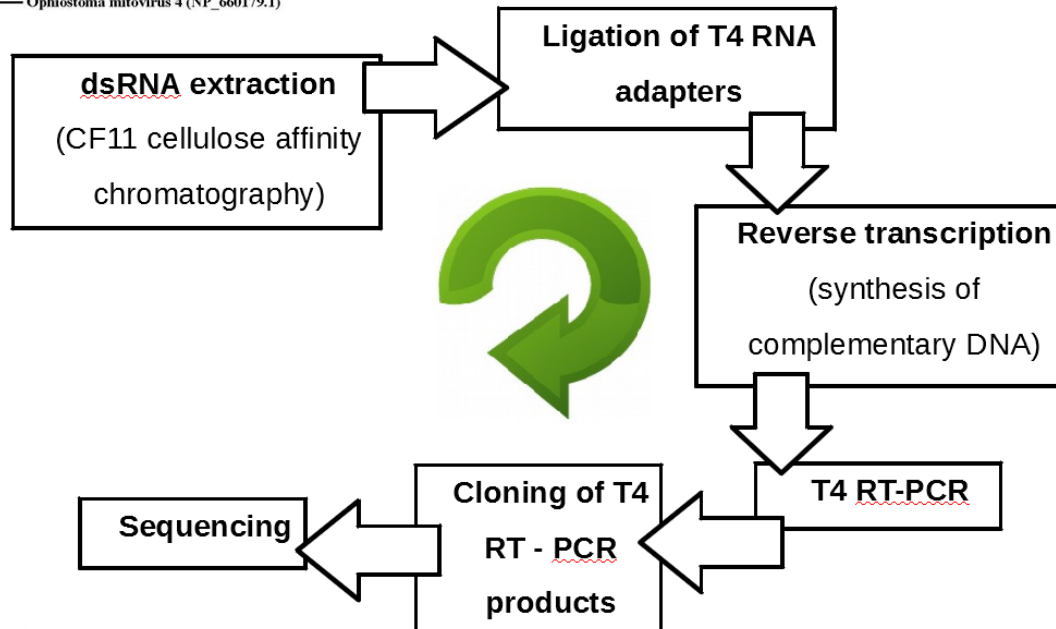 Ophiostoma mitovirus 4 (NP_660179.1)
dsRNA extraction
(CF11 cellulose affinity
chromatography)
Ligation of T4 RNA
adapters
Reverse transcription
(synthesis of
complementary DNA)
T4 RT-PCR
Cloning of T4
RT - PCR
products
Sequencing